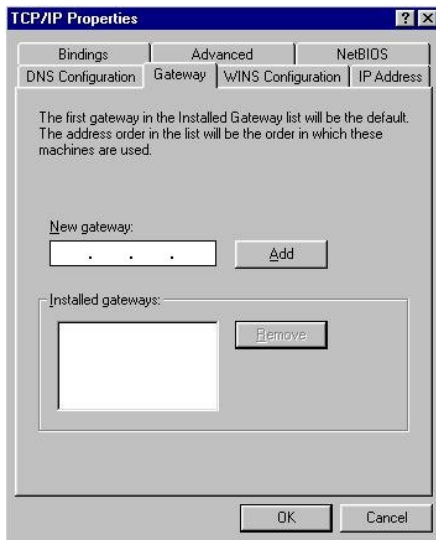 TCP/IP Properties
Bindings
Advanced
NetBIOS
DNS Configuration
Gateway
WINS Configuration
IP Address
The first gateway in the Installed Gateway list will be the default.
The address order in the list will be the order in which these
machines are used.
New gateway:
. . .
Add
Installed gateways:
Remove
OK
Cancel